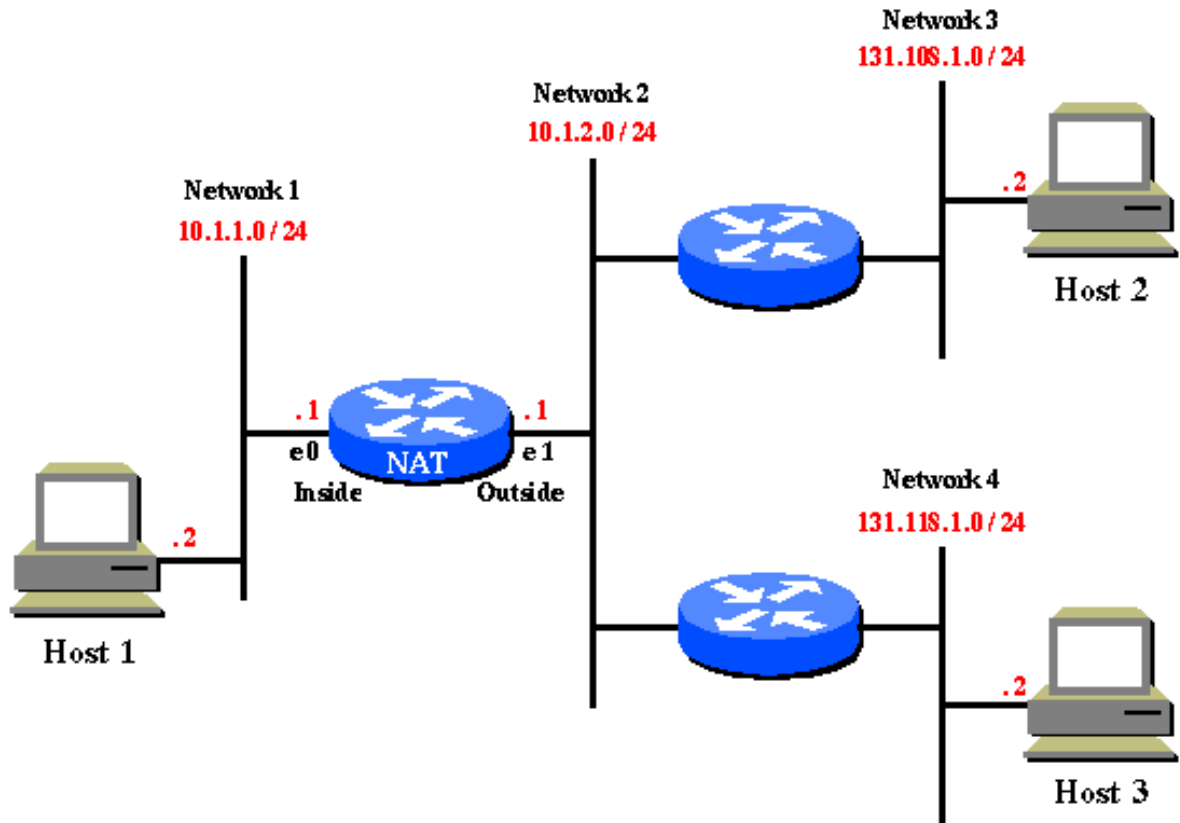 Network 3
131.108.1.0 / 24
Network 2
10.1.2.0 / 24
.2
Network 1
10.1.1.0 / 24
Host 2
.1
.1
e0
NAT
e1
Inside
Outside
Network 4
131.118.1.0 / 24
.2
Host 1
.2
Host 3